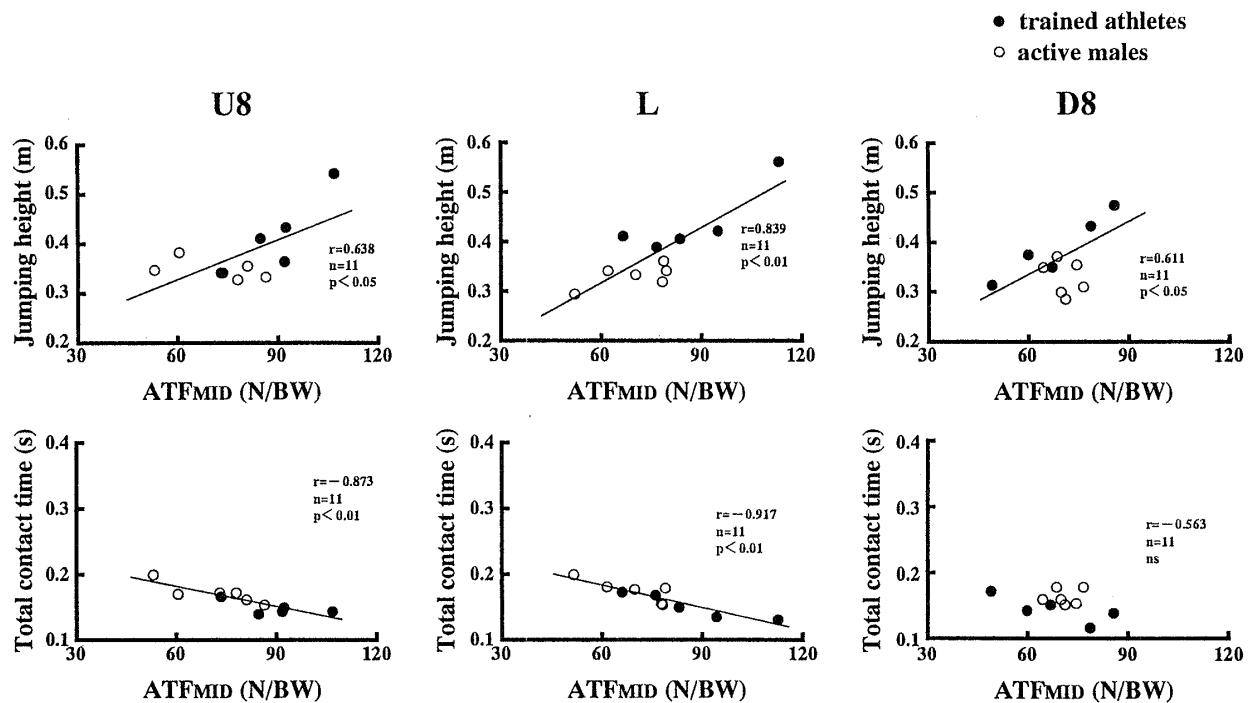 trained athletes
active males
U8
L
D8
Jumping height (m)
0.6
0.5
0.4
0.3
0.2
30
60
90
120
r=0.638
n=11
p<0.05
ATFMID (N/BW)
Jumping height (m)
0.6
0.5
0.4
0.3
0.2
30
60
90
120
r=0.839
n=11
p<0.01
ATFMID (N/BW)
Jumping height (m)
0.6
0.5
0.4
0.3
0.2
30
60
90
120
r=0.611
n=11
p<0.05
ATFMID (N/BW)
Total contact time (s)
0.4
0.3
0.2
0.1
30
60
90
120
r=-0.873
n=11
p<0.01
ATFMID (N/BW)
Total contact time (s)
0.4
0.3
0.2
0.1
30
60
90
120
r=-0.917
n=11
p<0.01
ATFMID (N/BW)
Total contact time (s)
0.4
0.3
0.2
0.1
30
60
90
120
r=-0.563
n=11
ns
ATFMID (N/BW)